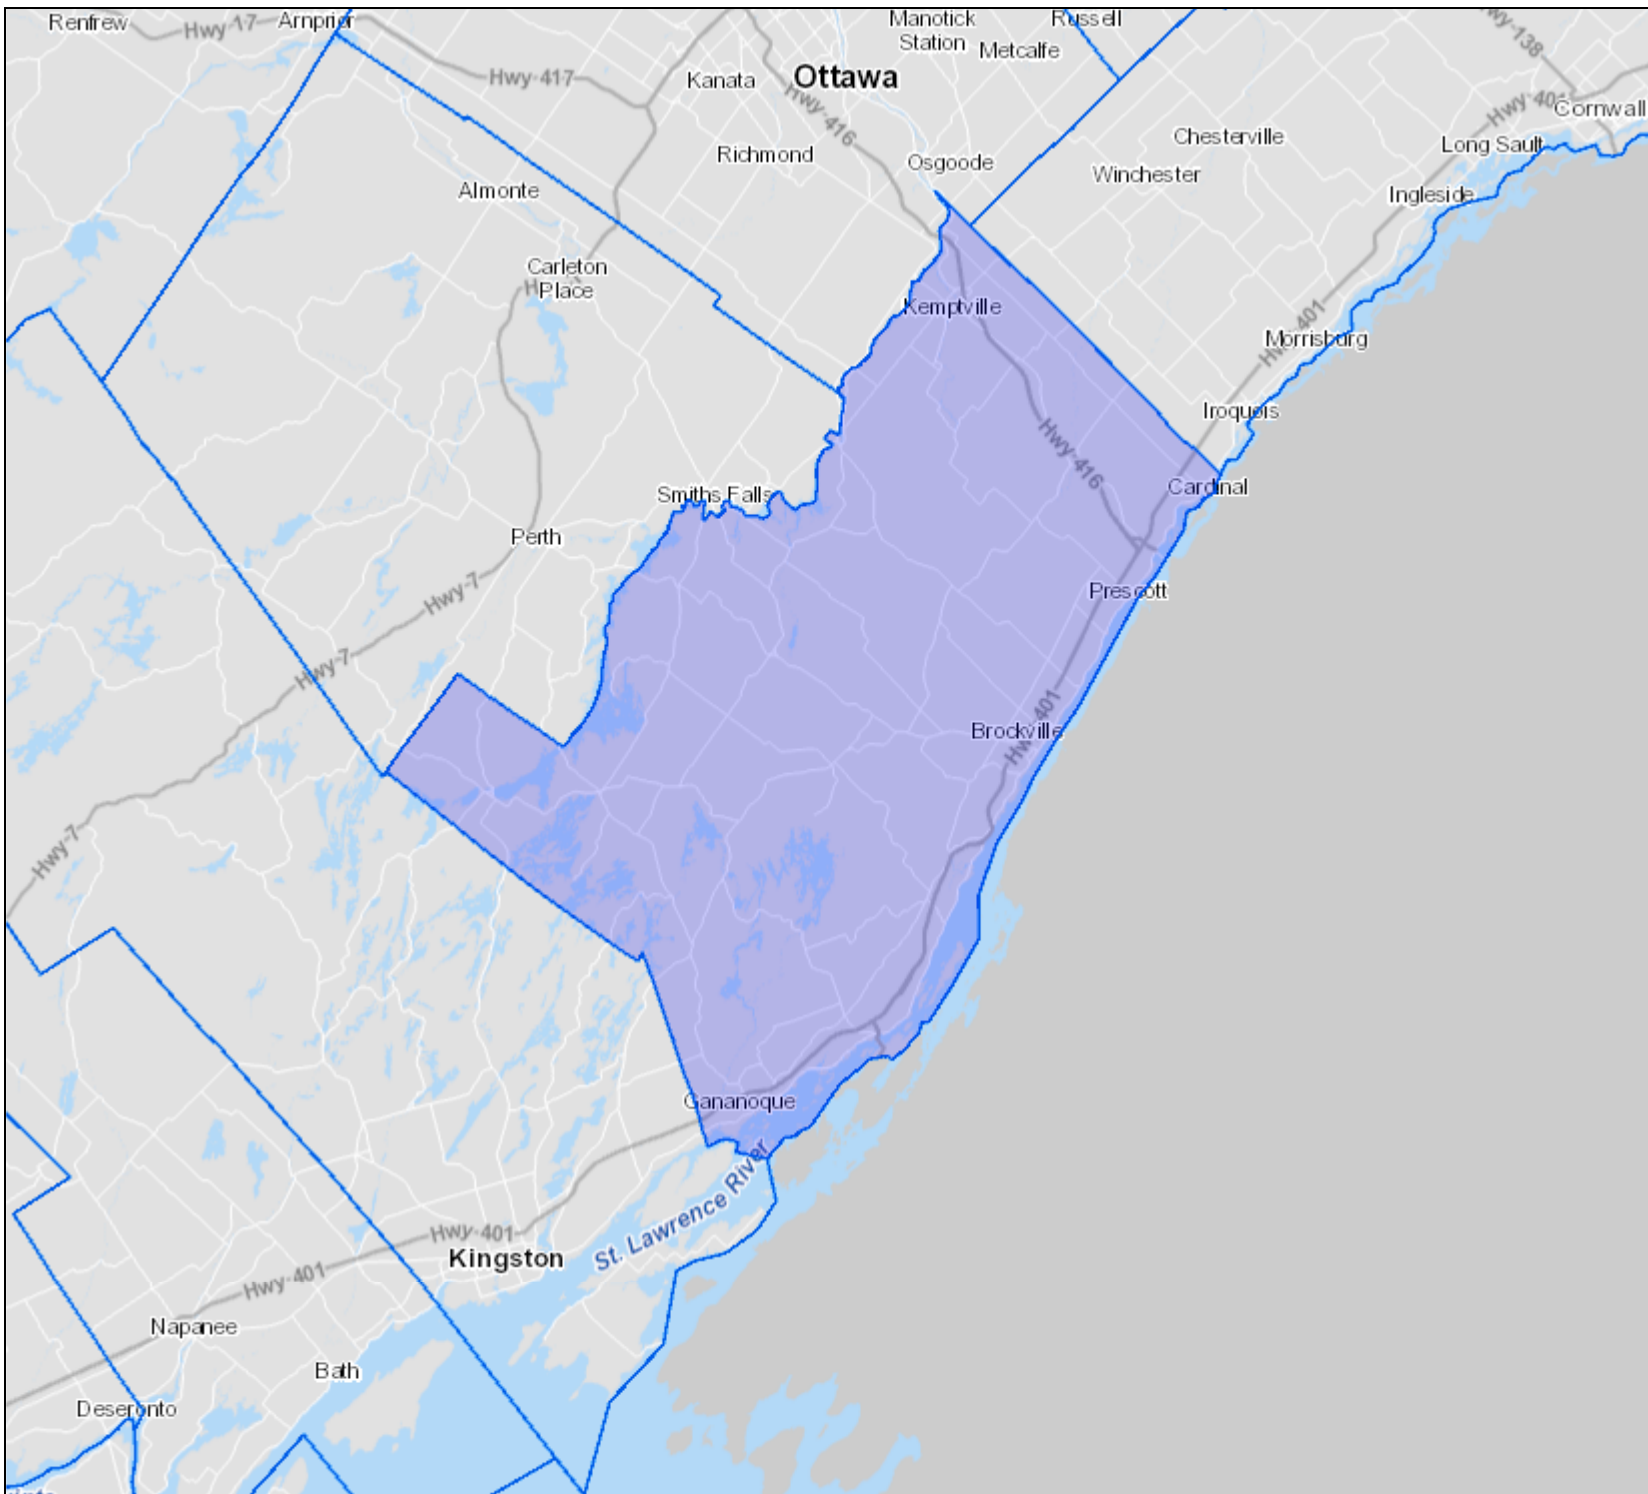 Renfrew
Hwy-17
Arnprior
Manotick
Station
Russell
Metcalfe
Hwy-138
Hwy-417
Kanata
Ottawa
Hwy-416
Hwy-401
Cornwall
Chesterville
Long Sault
Richmond
Osgoode
Winchester
Ingleside
Almonte
Carleton
Place
Kemptville
Hwy-401
Morrisburg
Iroquois
Hwy-416
Cardinal
Smiths Falls
Perth
Hwy-7
Prescott
Hwy-7
Brockville
Hwy-401
Hwy-7
Gananoque
St. Lawrence River
Hwy-401
Kingston
Hwy-401
Napanee
Bath
Deseronto